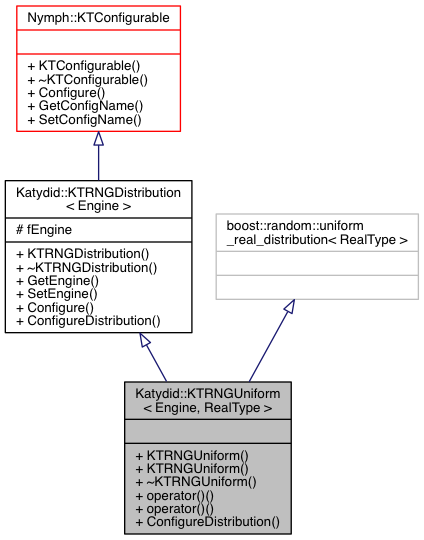 Nymph::KTConfigurable
+ KTConfigurable()
+ ~KTConfigurable()
+ Configure()
+ GetConfigName()
+ SetConfigName()
Katydid::KTRNGDistribution
< Engine >
# fEngine
+ KTRNGDistribution()
+ ~KTRNGDistribution()
+ GetEngine()
+ SetEngine()
+ Configure()
+ ConfigureDistribution()
boost::random::uniform
_real_distribution< RealType >
Katydid::KTRNGUniform
< Engine, RealType >
+ KTRNGUniform()
+ KTRNGUniform()
+ ~KTRNGUniform()
+ operator()()
+ operator()()
+ ConfigureDistribution()